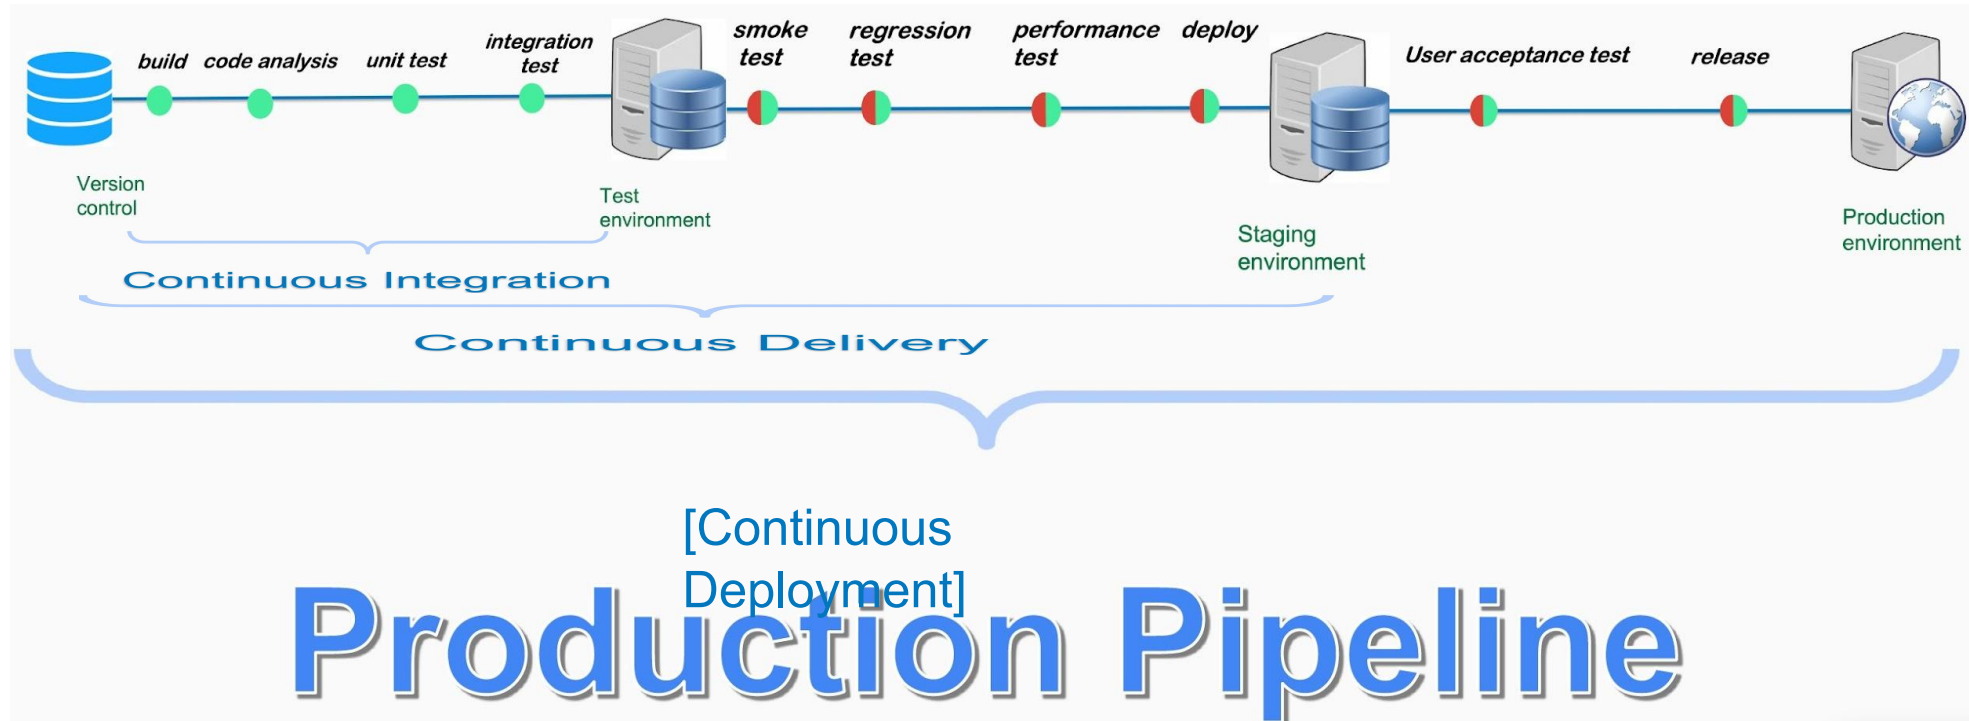 build
code analysis
unit test
integration
test
smoke
test
regression
test
performance
test
deploy
User acceptance test
release
Version
control
Test
environment
Staging
environment
Production
environment
Continuous Integration
Continuous Delivery
[Continuous
Deployment]
Production Pipeline